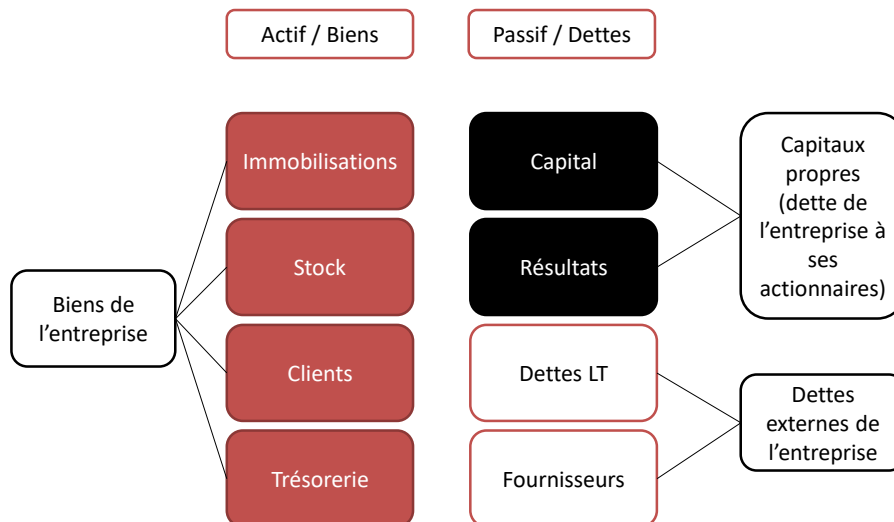 Actif / Biens
Passif / Dettes
Immobilisations
Capital
Capitaux
propres
(dette de
l’entreprise à
ses
actionnaires)
Stock
Résultats
Biens de
l’entreprise
Clients
Dettes LT
Dettes
externes de
l’entreprise
Trésorerie
Fournisseurs